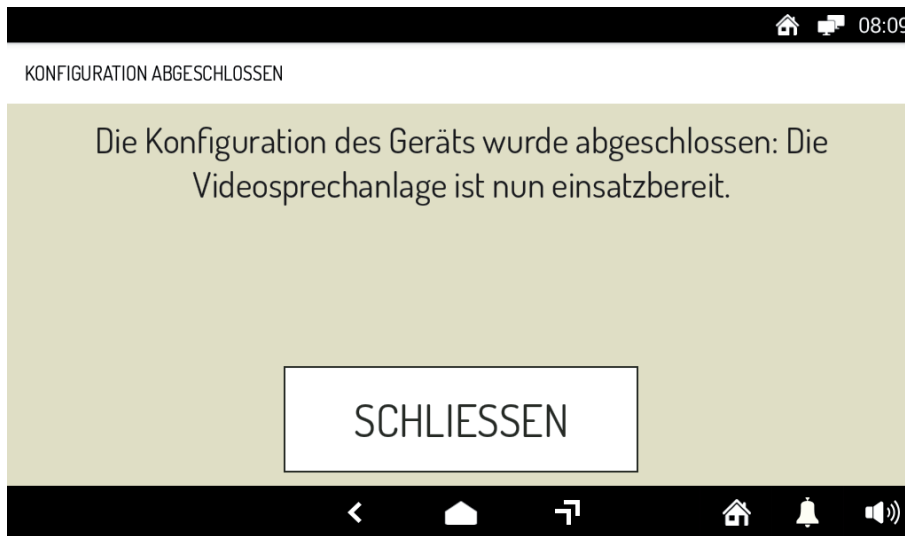 08:09
KONFIGURATION ABGESCHLOSSEN
Die Konfiguration des Geräts wurde abgeschlossen: Die
Videosprechanlage ist nun einsatzbereit.
SCHLIESSEN